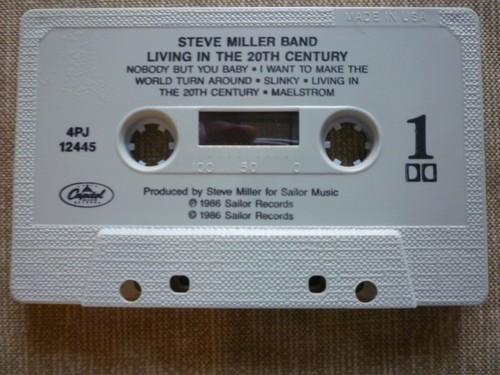 MADE IN USA
STEVE MILLER BAND
LIVING IN THE 20TH CENTURY
NOBODY BUT YOU BABY • I WANT TO MAKE THE
WORLD TURN AROUND • SLINKY • LIVING IN
THE 20TH CENTURY • MAELSTROM
4PJ
12445
1
100 50 0
Capitol
Produced by Steve Miller for Sailor Music
℗ 1986 Sailor Records
© 1986 Sailor Records